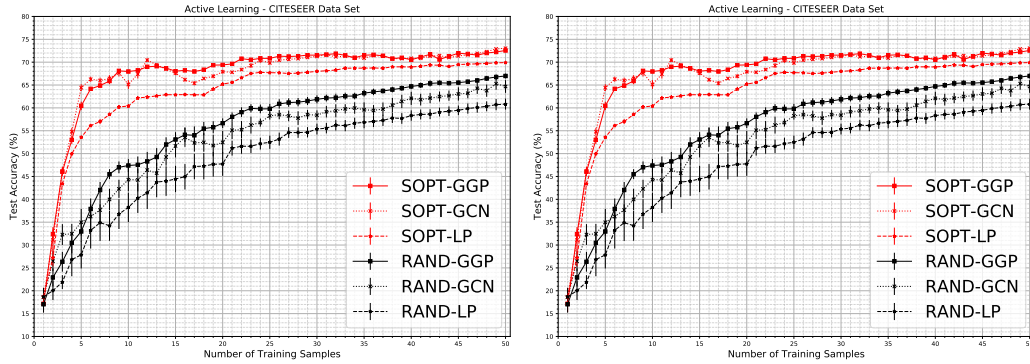 Active Learning - CITESEER Data Set
80
75
70
65
60
55
50
45
40
35
30
25
20
15
10
Test Accuracy (%)
SOPT-GGP
SOPT-GCN
SOPT-LP
RAND-GGP
RAND-GCN
RAND-LP
0 5 10 15 20 25 30 35 40 45 50
Number of Training Samples
Active Learning - CITESEER Data Set
80
75
70
65
60
55
50
45
40
35
30
25
20
15
10
Test Accuracy (%)
SOPT-GGP
SOPT-GCN
SOPT-LP
RAND-GGP
RAND-GCN
RAND-LP
0 5 10 15 20 25 30 35 40 45 50
Number of Training Samples